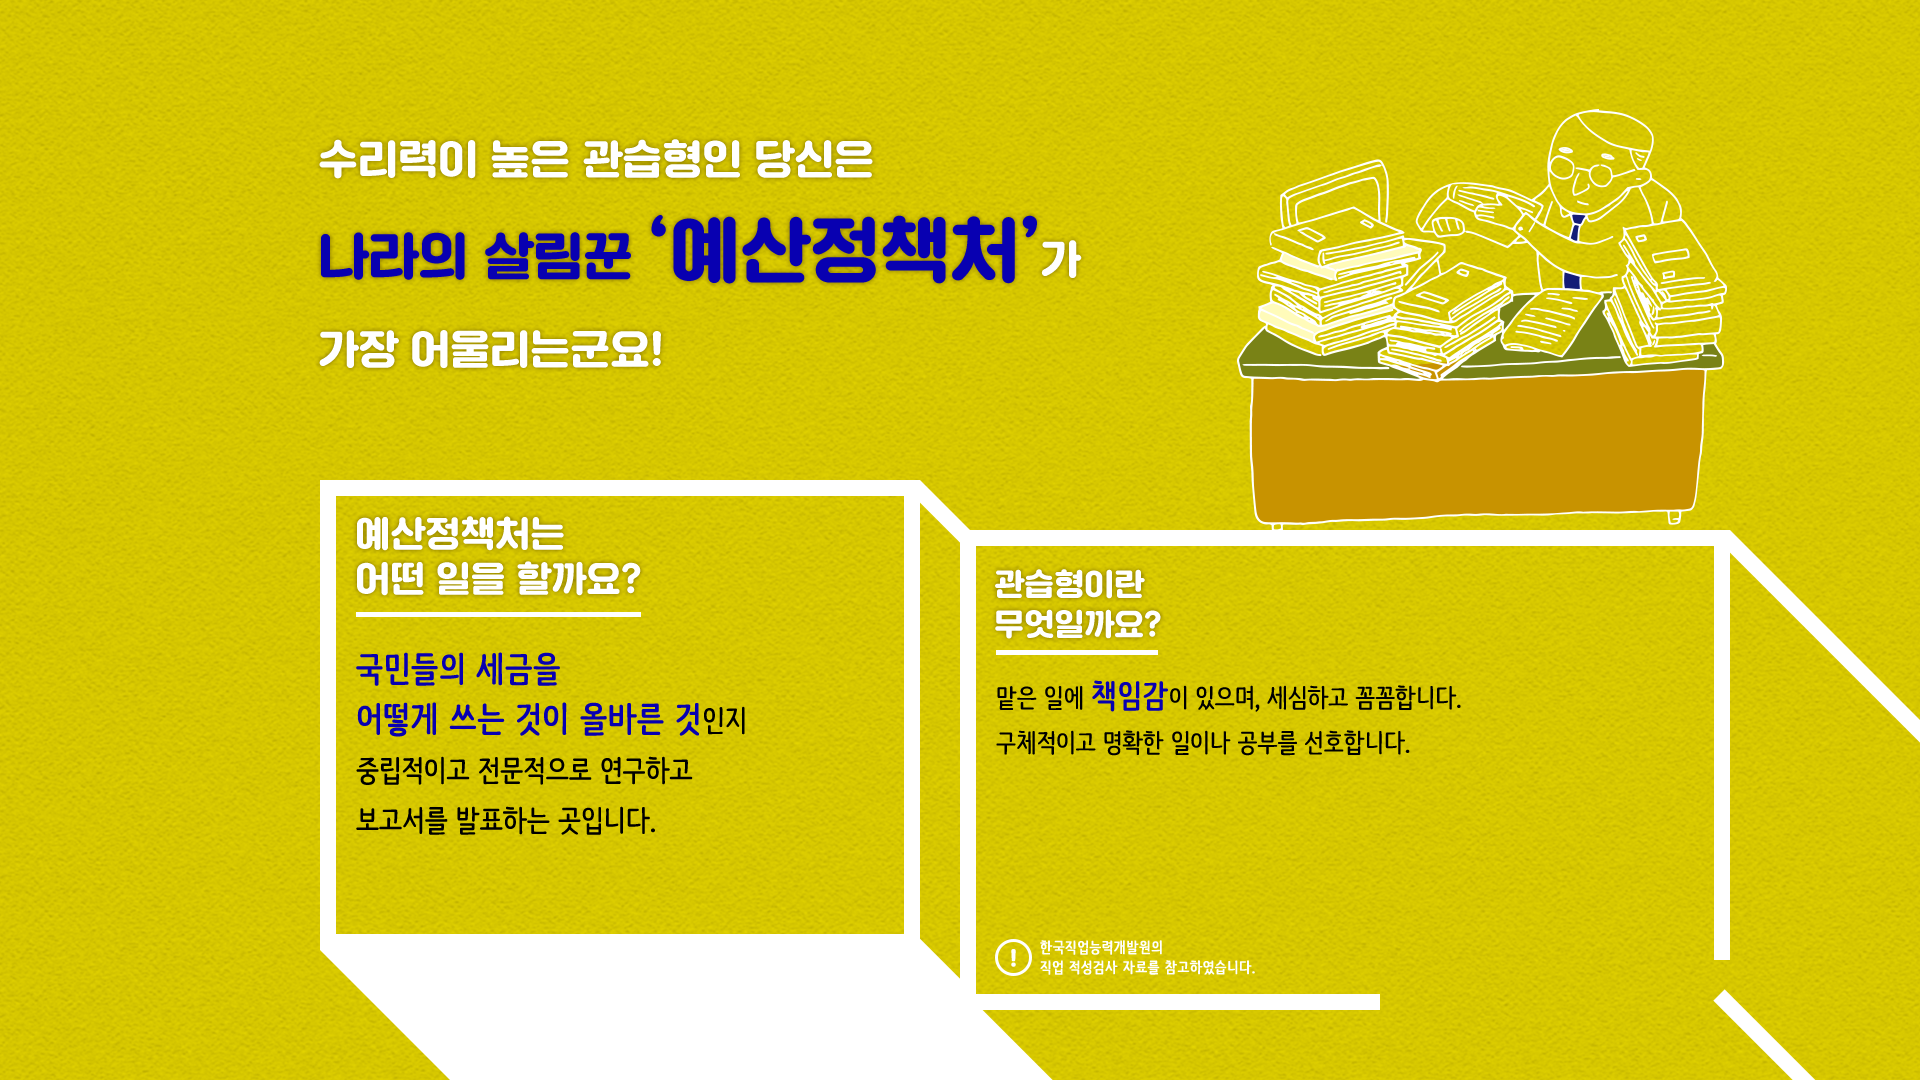 수리력이 높은 관습형인 당신은
나라의 살림꾼 ‘예산정책처’가
가장 어울리는군요!
예산정책처는
어떤 일을 할까요?
국민들의 세금을
어떻게 쓰는 것이 올바른 것인지
중립적이고 전문적으로 연구하고
보고서를 발표하는 곳입니다.
관습형이란
무엇일까요?
맡은 일에 책임감이 있으며, 세심하고 꼼꼼합니다.
구체적이고 명확한 일이나 공부를 선호합니다.
!
한국직업능력개발원의
직업 적성검사 자료를 참고하였습니다.